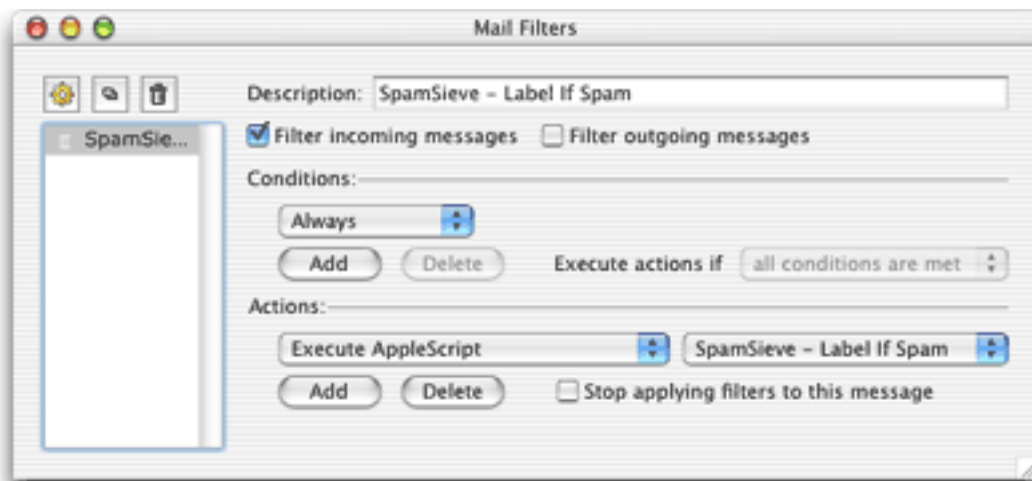 Mail Filters
Description: SpamSieve – Label If Spam
SpamSie... Filter incoming messages Filter outgoing messages
Conditions:
Always
Add Delete Execute actions if all conditions are met
Actions:
Execute AppleScript SpamSieve – Label If Spam
Add Delete Stop applying filters to this message